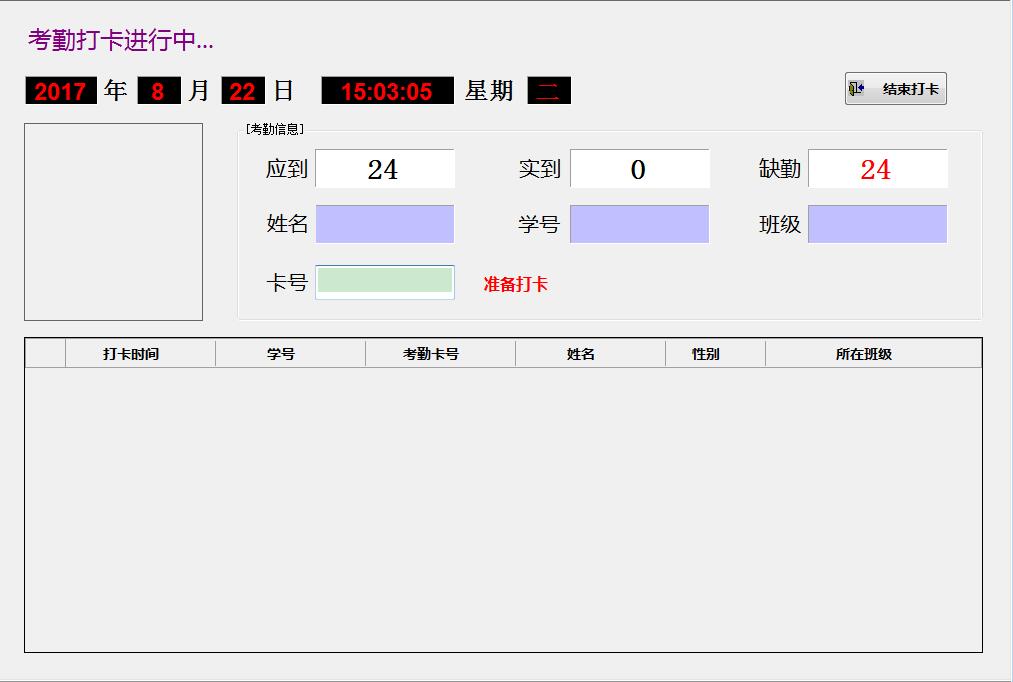 考勤打卡进行中...
2017 年 8 月 22 日 15:03:05 星期 二
结束打卡
[考勤信息]
应到 24 实到 0 缺勤 24
姓名 学号 班级
卡号 准备打卡
打卡时间 学号 考勤卡号 姓名 性别 所在班级